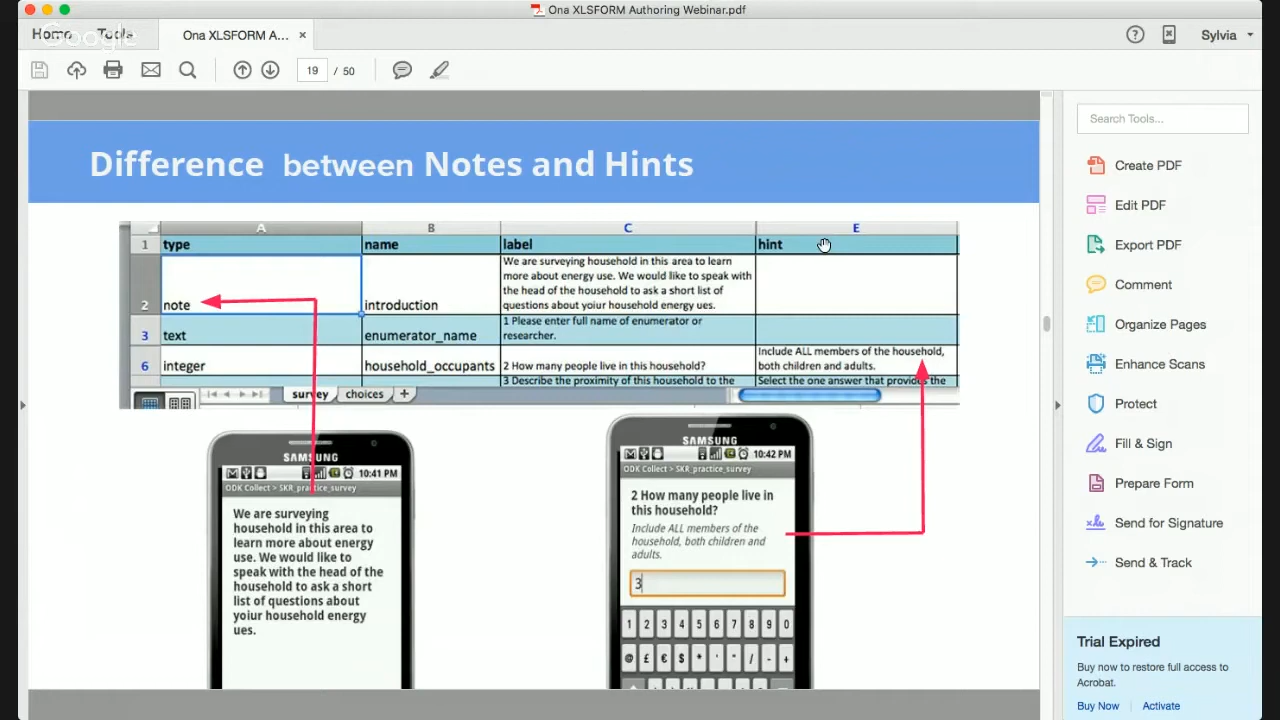 Ona XLSFORM Authoring Webinar.pdf
Home Tools Ona XLSFORM A... × Sylvia
Google
19 / 50
Search Tools...
Difference between Notes and Hints
A B C E
1 type name label hint
We are surveying household in this area to learn
more about energy use. We would like to speak with
the head of the household to ask a short list of
2 note introduction questions about yoiur household energy ues.
3 text enumerator_name 1 Please enter full name of enumerator or
researcher.
6 integer household_occupants 2 How many people live in this household? Include ALL members of the household,
both children and adults.
3 Describe the proximity of this household to the Select the one answer that provides the
survey choices +
SAMSUNG
10:41 PM
ODK Collect > SKR_practice_survey
We are surveying
household in this area to
learn more about energy
use. We would like to
speak with the head of the
household to ask a short
list of questions about
yoiur household energy
ues.
SAMSUNG
10:42 PM
ODK Collect > SKR_practice_survey
2 How many people live in
this household?
Include ALL members of the
household, both children and
adults.
3
1 2 3 4 5 6 7 8 9 0
@ £ € $ * ' " / - +
Create PDF
Edit PDF
Export PDF
Comment
Organize Pages
Enhance Scans
Protect
Fill & Sign
Prepare Form
Send for Signature
Send & Track
Trial Expired
Buy now to restore full access to
Acrobat.
Buy Now Activate